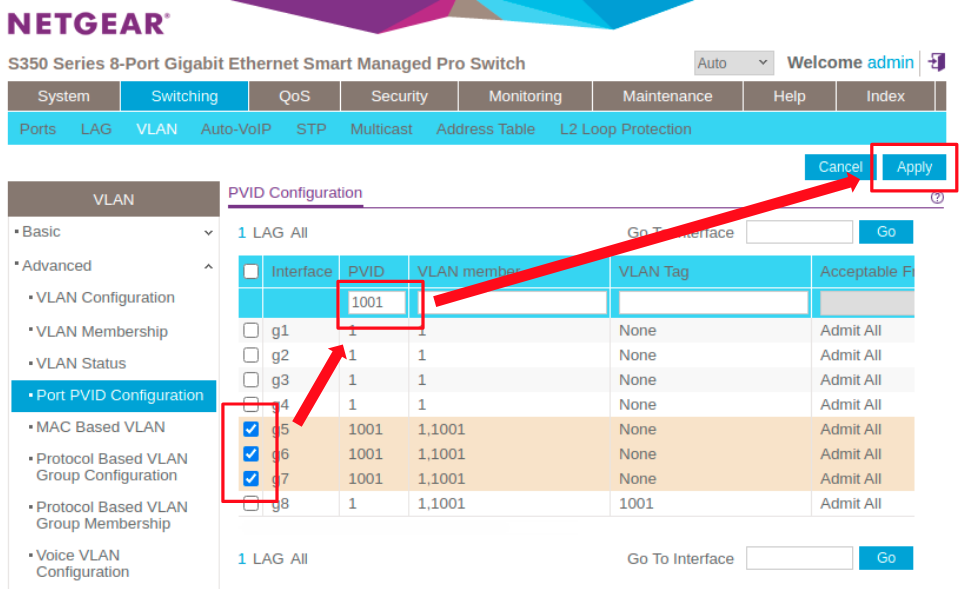 NETGEAR®
S350 Series 8-Port Gigabit Ethernet Smart Managed Pro Switch
Auto
Welcome admin
System Switching QoS Security Monitoring Maintenance Help Index
Ports LAG VLAN Auto-VoIP STP Multicast Address Table L2 Loop Protection
Cancel Apply
VLAN
Basic
Advanced
VLAN Configuration
VLAN Membership
VLAN Status
Port PVID Configuration
MAC Based VLAN
Protocol Based VLAN
Group Configuration
Protocol Based VLAN
Group Membership
Voice VLAN
Configuration
PVID Configuration
?
1 LAG All Go To Interface Go
Interface PVID VLAN member VLAN Tag Acceptable Fr
1001
g1 1 1 None Admit All
g2 1 1 None Admit All
g3 1 1 None Admit All
g4 1 1 None Admit All
g5 1001 1,1001 None Admit All
g6 1001 1,1001 None Admit All
g7 1001 1,1001 None Admit All
g8 1 1,1001 1001 Admit All
1 LAG All Go To Interface Go